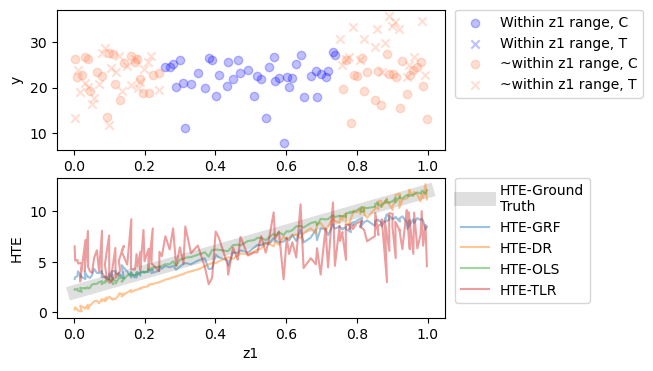 30
20
10
y
0.0 0.2 0.4 0.6 0.8 1.0
Within z1 range, C
Within z1 range, T
~within z1 range, C
~within z1 range, T
10
5
0
HTE
0.0 0.2 0.4 0.6 0.8 1.0
z1
HTE-Ground
Truth
HTE-GRF
HTE-DR
HTE-OLS
HTE-TLR